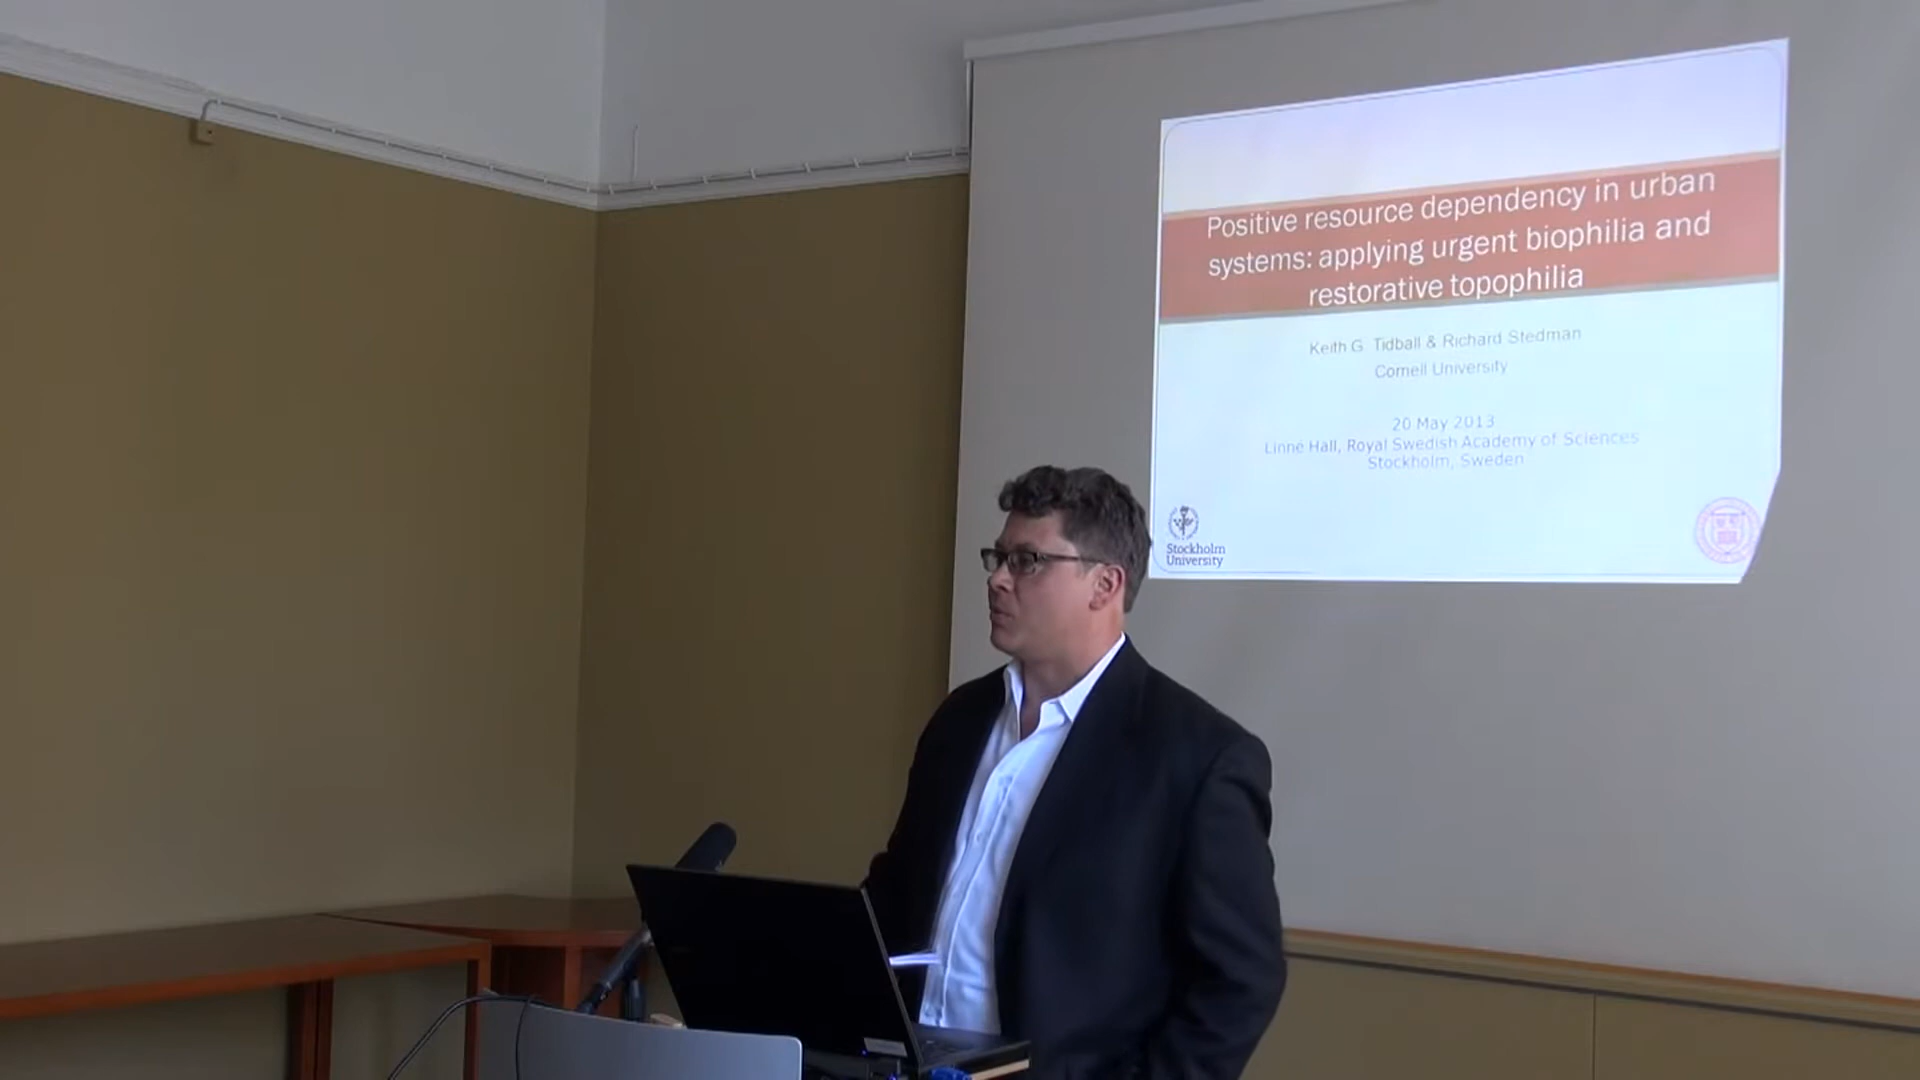 Positive resource dependency in urban
systems: applying urgent biophilia and
restorative topophilia
Keith G. Tidball & Richard Stedman
Cornell University
20 May 2013
Linné Hall, Royal Swedish Academy of Sciences
Stockholm, Sweden
Stockholm
University